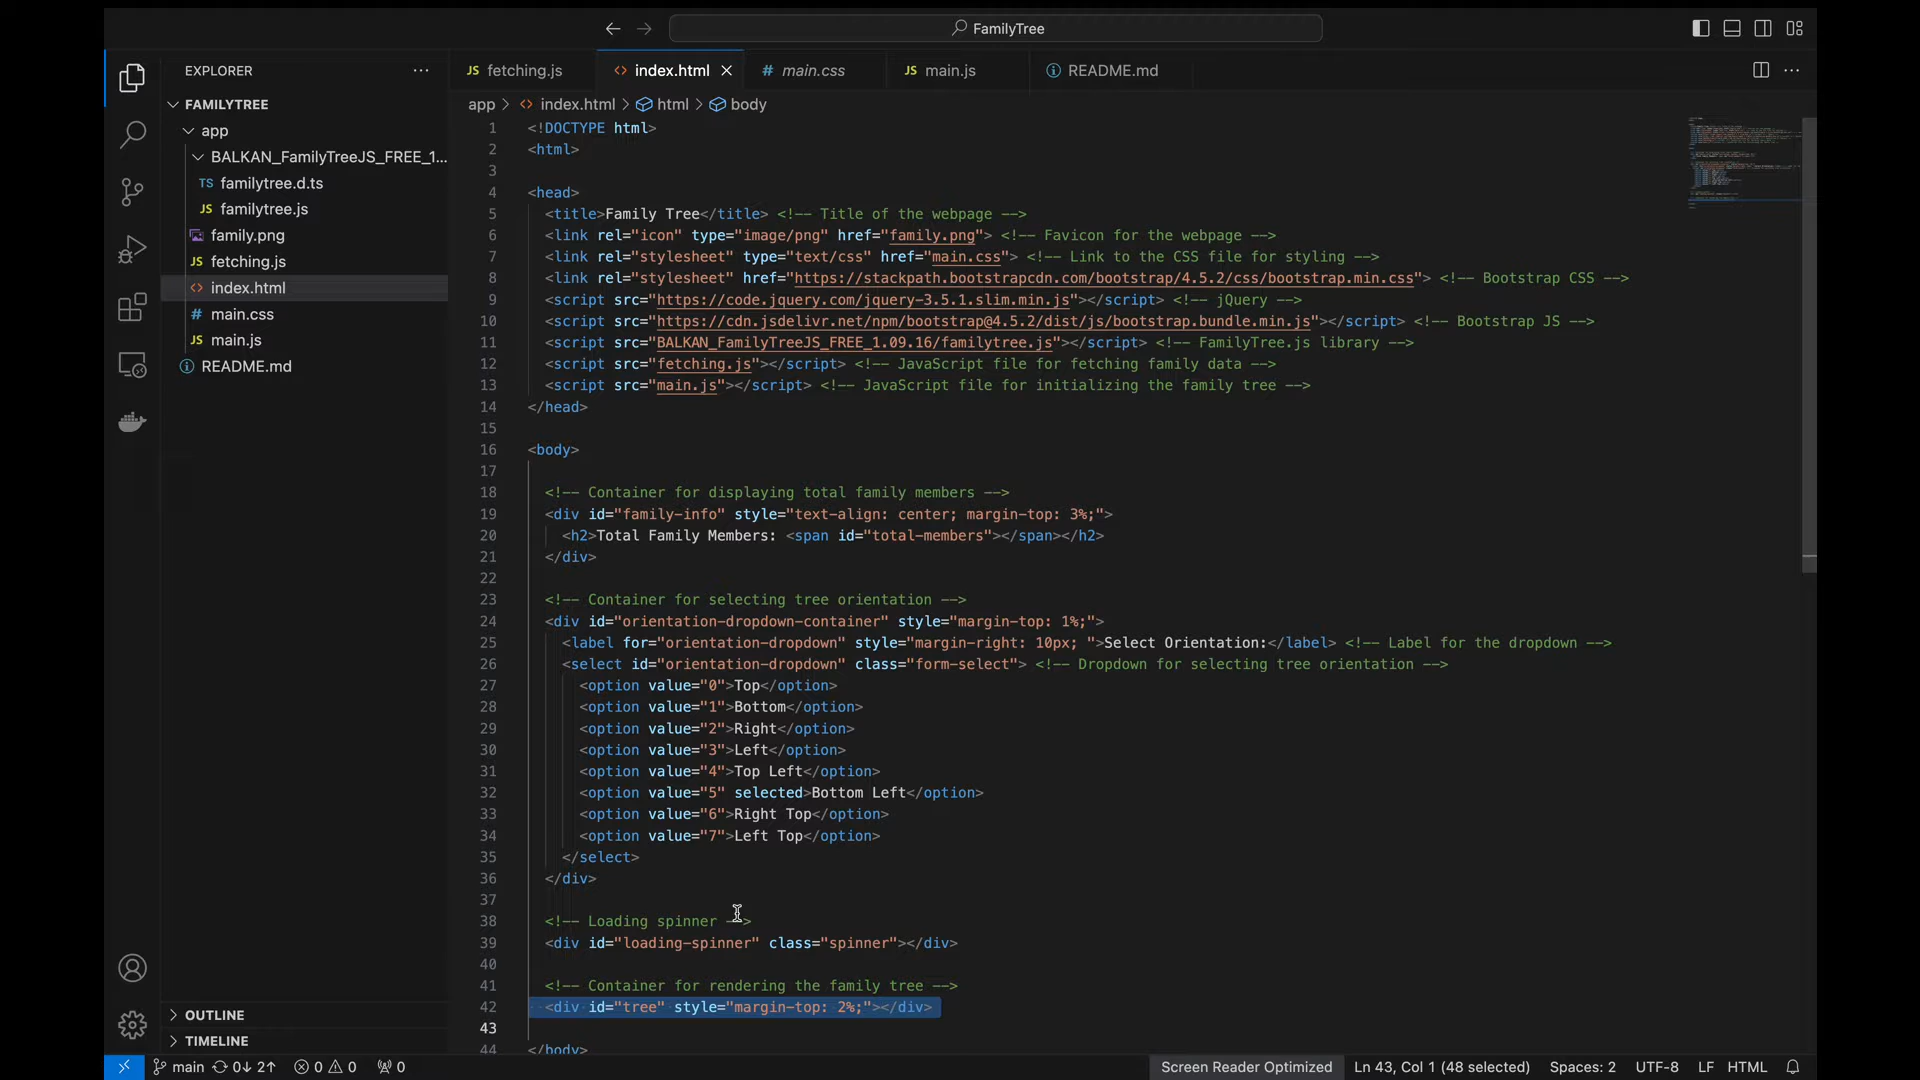 FamilyTree
EXPLORER
FAMILYTREE
app
BALKAN_FamilyTreeJS_FREE_1...
TS familytree.d.ts
JS familytree.js
family.png
JS fetching.js
<> index.html
# main.css
JS main.js
README.md
OUTLINE
TIMELINE
JS fetching.js
<> index.html
# main.css
JS main.js
README.md
app > <> index.html > html > body
1 <!DOCTYPE html>
2 <html>
3
4 <head>
5 <title>Family Tree</title> <!-- Title of the webpage -->
6 <link rel="icon" type="image/png" href="family.png"> <!-- Favicon for the webpage -->
7 <link rel="stylesheet" type="text/css" href="main.css"> <!-- Link to the CSS file for styling -->
8 <link rel="stylesheet" href="https://stackpath.bootstrapcdn.com/bootstrap/4.5.2/css/bootstrap.min.css"> <!-- Bootstrap CSS -->
9 <script src="https://code.jquery.com/jquery-3.5.1.slim.min.js"></script> <!-- jQuery -->
10 <script src="https://cdn.jsdelivr.net/npm/bootstrap@4.5.2/dist/js/bootstrap.bundle.min.js"></script> <!-- Bootstrap JS -->
11 <script src="BALKAN_FamilyTreeJS_FREE_1.09.16/familytree.js"></script> <!-- FamilyTree.js library -->
12 <script src="fetching.js"></script> <!-- JavaScript file for fetching family data -->
13 <script src="main.js"></script> <!-- JavaScript file for initializing the family tree -->
14 </head>
15
16 <body>
17
18 <!-- Container for displaying total family members -->
19 <div id="family-info" style="text-align: center; margin-top: 3%;">
20 <h2>Total Family Members: <span id="total-members"></span></h2>
21 </div>
22
23 <!-- Container for selecting tree orientation -->
24 <div id="orientation-dropdown-container" style="margin-top: 1%;">
25 <label for="orientation-dropdown" style="margin-right: 10px; ">Select Orientation:</label> <!-- Label for the dropdown -->
26 <select id="orientation-dropdown" class="form-select"> <!-- Dropdown for selecting tree orientation -->
27 <option value="0">Top</option>
28 <option value="1">Bottom</option>
29 <option value="2">Right</option>
30 <option value="3">Left</option>
31 <option value="4">Top Left</option>
32 <option value="5" selected>Bottom Left</option>
33 <option value="6">Right Top</option>
34 <option value="7">Left Top</option>
35 </select>
36 </div>
37
38 <!-- Loading spinner -->
39 <div id="loading-spinner" class="spinner"></div>
40
41 <!-- Container for rendering the family tree -->
42 <div id="tree" style="margin-top: 2%;"></div>
43
44 </body>
main 0↓ 2↑ 0 0 0 Screen Reader Optimized Ln 43, Col 1 (48 selected) Spaces: 2 UTF-8 LF HTML